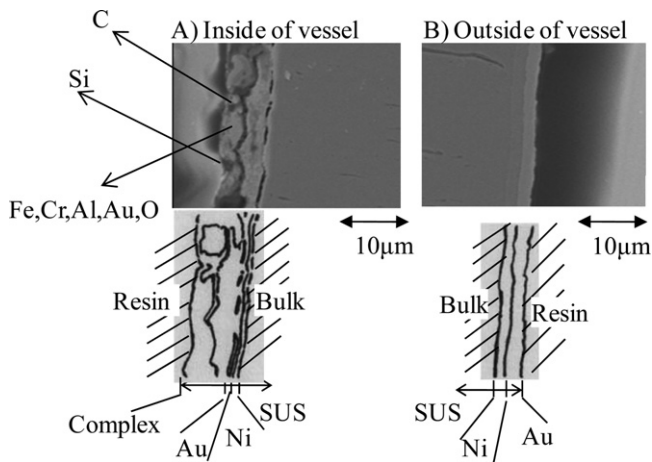 C
A) Inside of vessel
B) Outside of vessel
Si
Fe,Cr,Al,Au,O
10μm
10μm
Resin
Bulk
Bulk
Resin
Complex
SUS
SUS
Au
Ni
Ni
Au